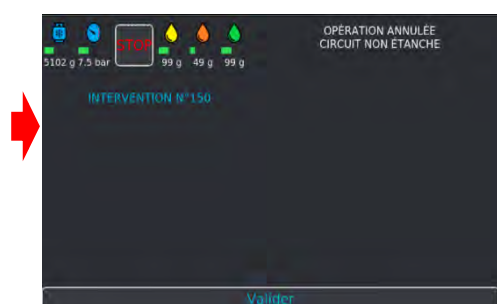 5102 g 7.5 bar STOP 99 g 49 g 99 g
OPÉRATION ANNULÉE
CIRCUIT NON ÉTANCHE
INTERVENTION N°150
Valider